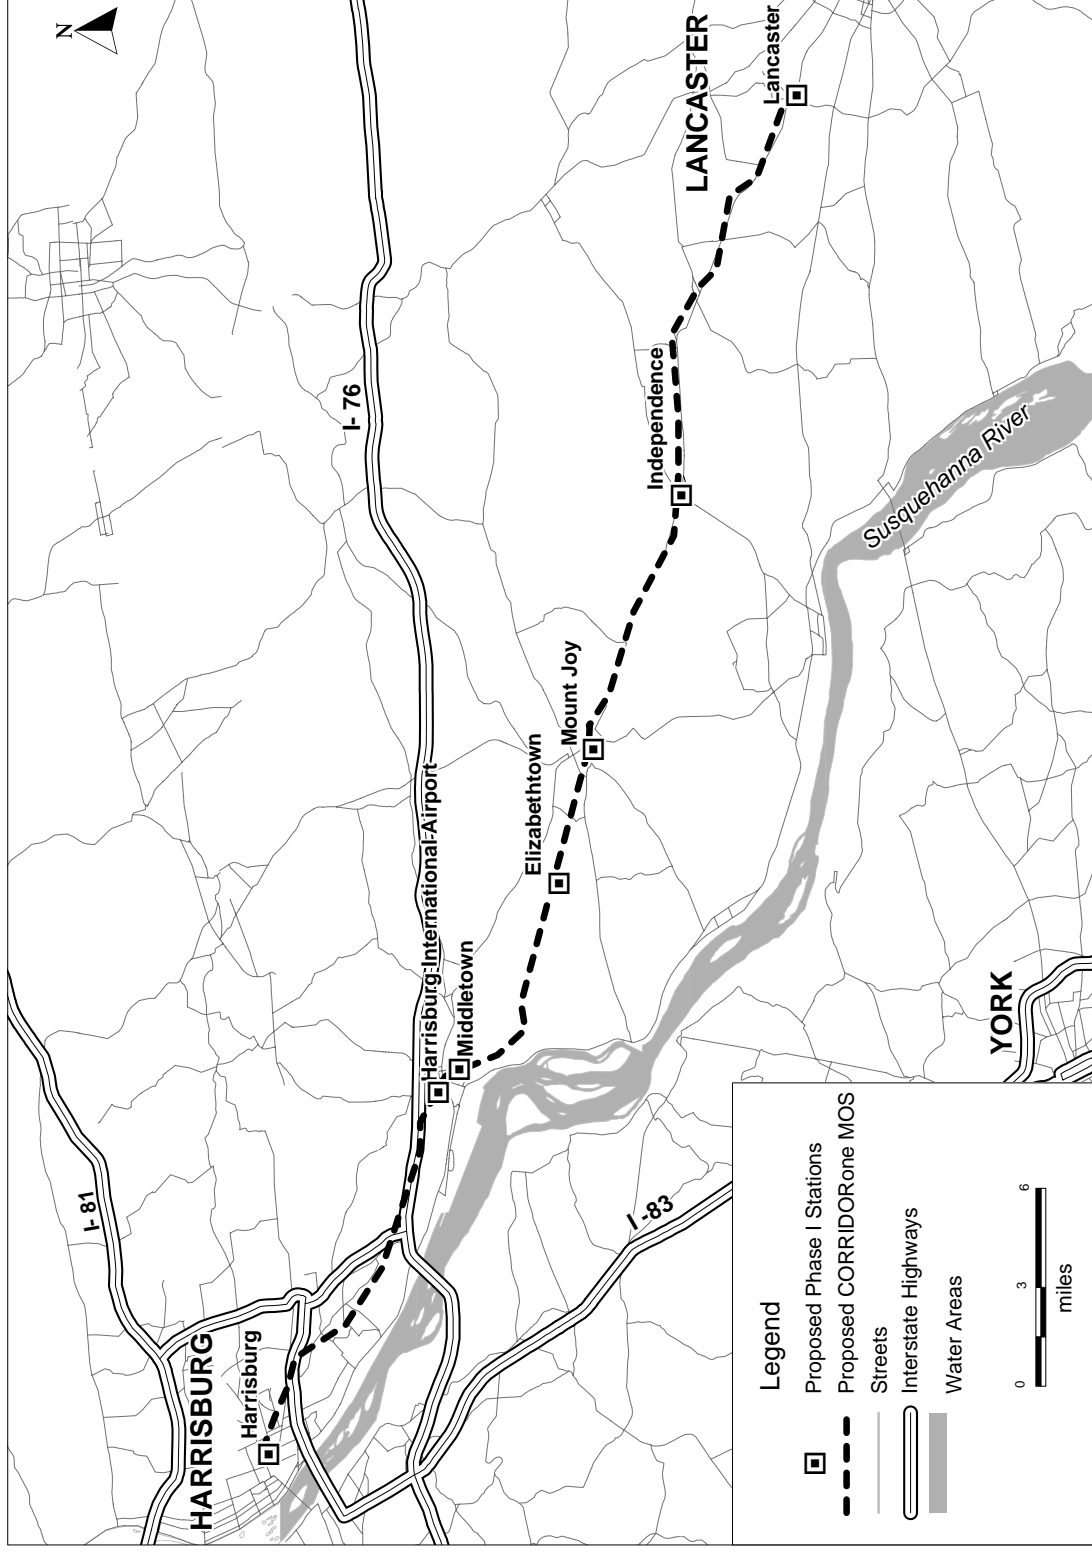 N
HARRISBURG
Harrisburg
I- 81
I- 76
I -83
Harrisburg International Airport
Middletown
Elizabethtown
Mount Joy
Independence
LANCASTER
Lancaster
Susquehanna River
YORK
Legend
Proposed Phase I Stations
Proposed CORRIDORone MOS
Streets
Interstate Highways
Water Areas
0 3 6
miles